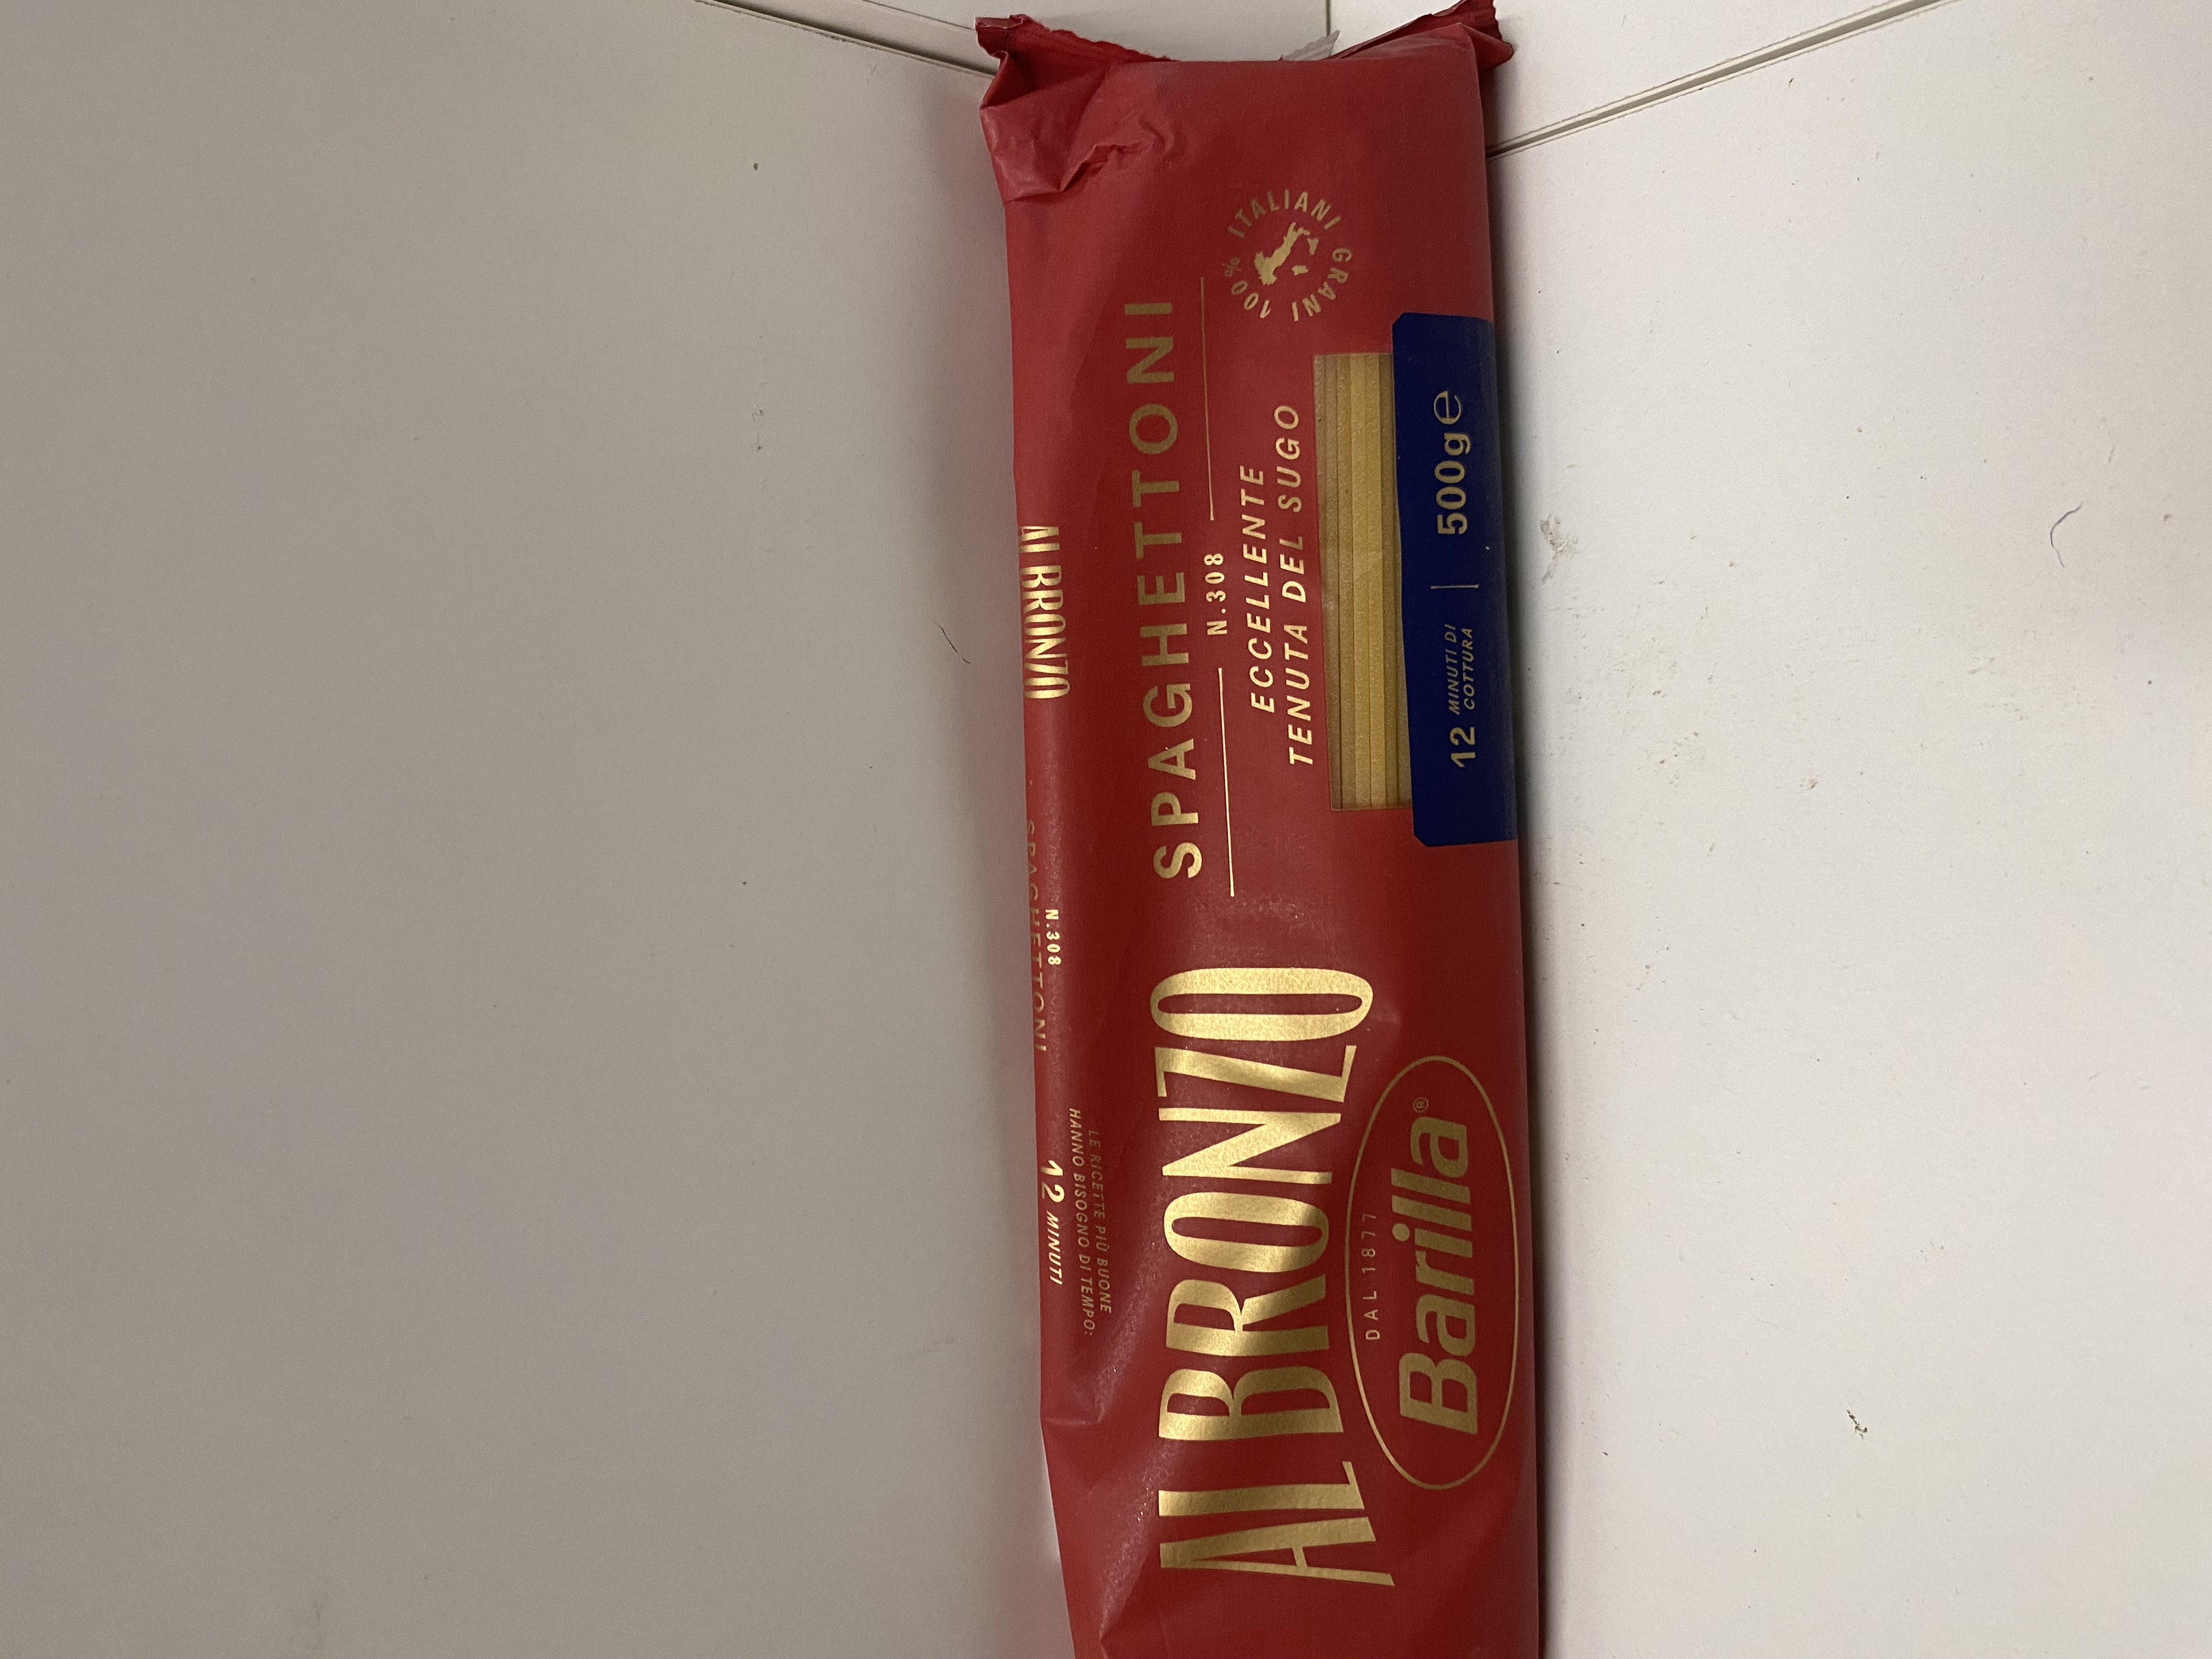 DAL 1877
Barilla®
AL BRONZO
SPAGHETTONI
N.308
ECCELLENTE
TENUTA DEL SUGO
100% ITALIANI GRANI
12 MINUTI DI
COTTURA
500g℮
AL BRONZO
SPAGHETTONI
N.308
LE RICETTE PIÙ BUONE
HANNO BISOGNO DI TEMPO:
12 MINUTI